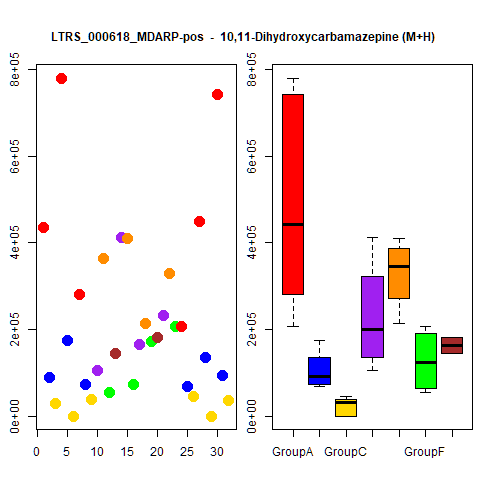 LTRS_000618_MDARP-pos - 10,11-Dihydroxycarbamazepine (M+H)
8e+05
6e+05
4e+05
2e+05
0e+00
0 5 10 15 20 25 30
8e+05
6e+05
4e+05
2e+05
0e+00
GroupA GroupC GroupF